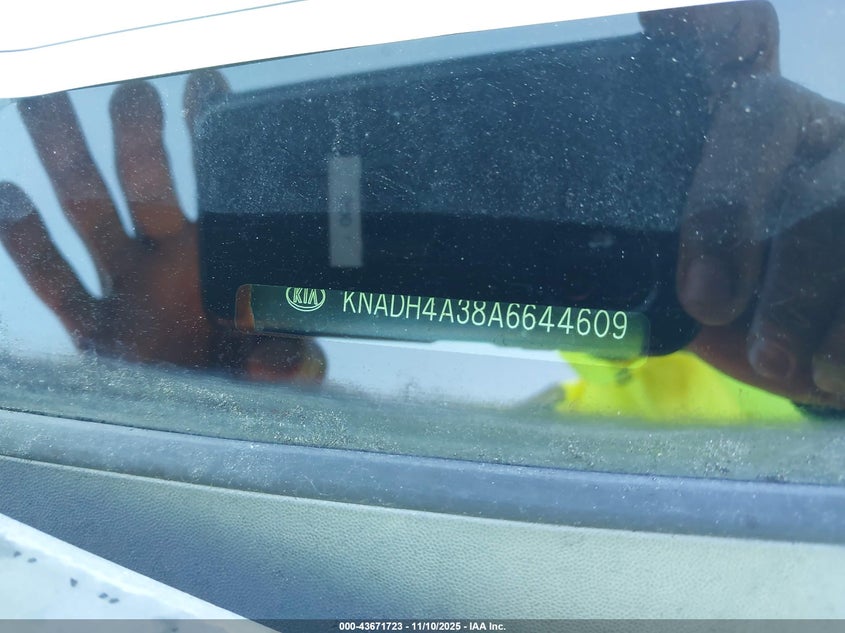 KIA KNADH4A38A6644609
000-43671723 — 11/10/2025 — IAA Inc.